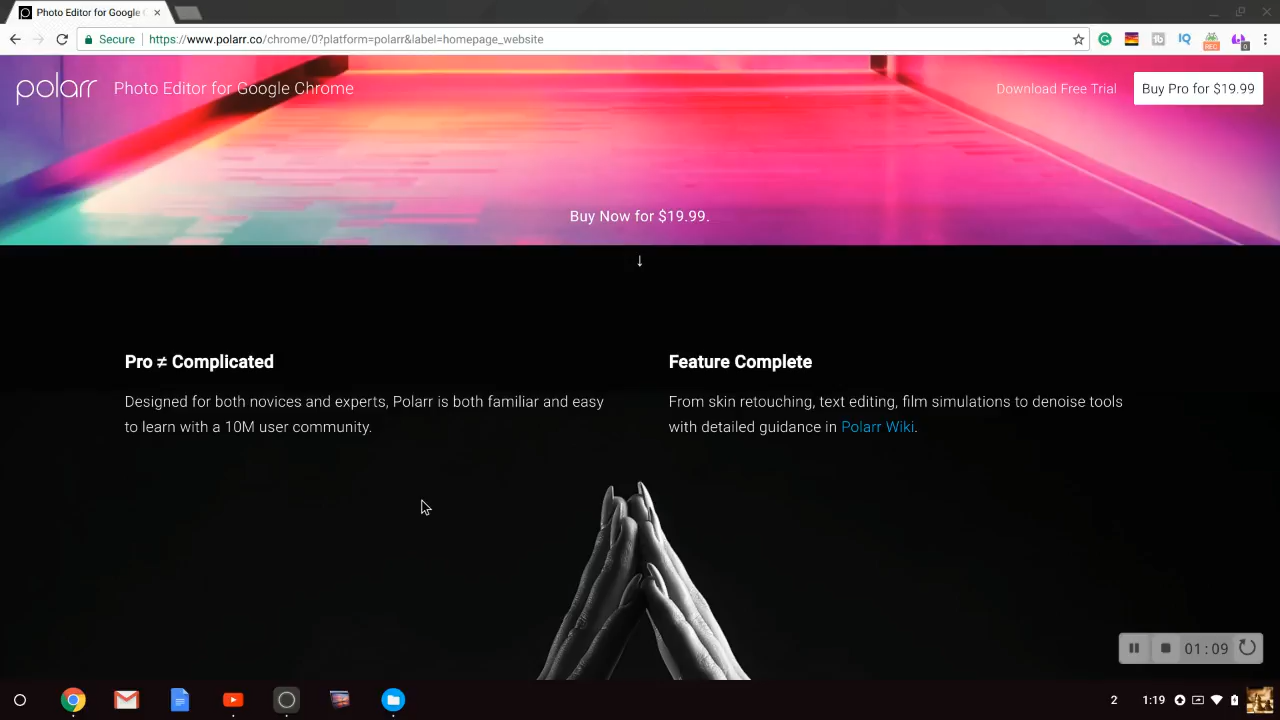 Photo Editor for Google
Secure
https://www.polarr.co/chrome/0?platform=polarr&label=homepage_website
IQ
REC
0
polarr
Photo Editor for Google Chrome
Download Free Trial
Buy Pro for $19.99
Buy Now for $19.99.
↓
Pro ≠ Complicated
Designed for both novices and experts, Polarr is both familiar and easy
to learn with a 10M user community.
Feature Complete
From skin retouching, text editing, film simulations to denoise tools
with detailed guidance in Polarr Wiki.
01:09
2
1:19